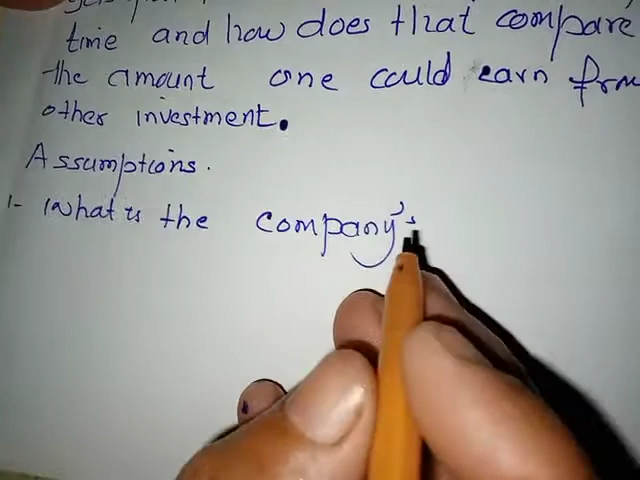 time and how does that compare
the amount one could earn from
other investment.
Assumptions.
1- What is the company's